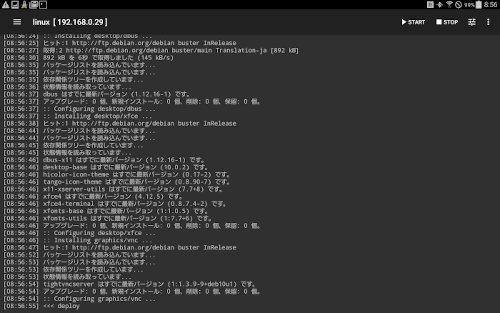 8:56
linux [ 192.168.0.29 ]
START
STOP
[08:56:24] :: Installing desktop/dbus ...
[08:56:25] ヒット:1 http://ftp.debian.org/debian buster InRelease
[08:56:27] 取得:2 http://ftp.debian.org/debian buster/main Translation-ja [892 kB]
[08:56:30] 892 kB を 6秒 で取得しました (145 kB/s)
[08:56:35] パッケージリストを読み込んでいます...
[08:56:35] パッケージリストを読み込んでいます...
[08:56:35] 依存関係ツリーを作成しています...
[08:56:36] 状態情報を読み取っています...
[08:56:37] dbus はすでに最新バージョン (1.12.16-1) です。
[08:56:37] アップグレード: 0 個、新規インストール: 0 個、削除: 0 個、保留: 0 個。
[08:56:37] :: Configuring desktop/dbus ...
[08:56:37] :: Installing desktop/xfce ...
[08:56:38] ヒット:1 http://ftp.debian.org/debian buster InRelease
[08:56:44] パッケージリストを読み込んでいます...
[08:56:44] パッケージリストを読み込んでいます...
[08:56:45] 依存関係ツリーを作成しています...
[08:56:45] 状態情報を読み取っています...
[08:56:46] dbus-x11 はすでに最新バージョン (1.12.16-1) です。
[08:56:46] desktop-base はすでに最新バージョン (10.0.2) です。
[08:56:46] hicolor-icon-theme はすでに最新バージョン (0.17-2) です。
[08:56:46] tango-icon-theme はすでに最新バージョン (0.8.90-7) です。
[08:56:46] x11-xserver-utils はすでに最新バージョン (7.7+8) です。
[08:56:46] xfce4 はすでに最新バージョン (4.12.5) です。
[08:56:46] xfce4-terminal はすでに最新バージョン (0.8.7.4-2) です。
[08:56:46] xfonts-base はすでに最新バージョン (1:1.0.5) です。
[08:56:46] xfonts-utils はすでに最新バージョン (1:7.7+6) です。
[08:56:46] アップグレード: 0 個、新規インストール: 0 個、削除: 0 個、保留: 0 個。
[08:56:46] :: Configuring desktop/xfce ...
[08:56:46] :: Installing graphics/vnc ...
[08:56:47] ヒット:1 http://ftp.debian.org/debian buster InRelease
[08:56:52] パッケージリストを読み込んでいます...
[08:56:53] パッケージリストを読み込んでいます...
[08:56:53] 依存関係ツリーを作成しています...
[08:56:53] 状態情報を読み取っています...
[08:56:54] tightvncserver はすでに最新バージョン (1:1.3.9-9+deb10u1) です。
[08:56:54] アップグレード: 0 個、新規インストール: 0 個、削除: 0 個、保留: 0 個。
[08:56:54] :: Configuring graphics/vnc ...
[08:56:55] <<< deploy